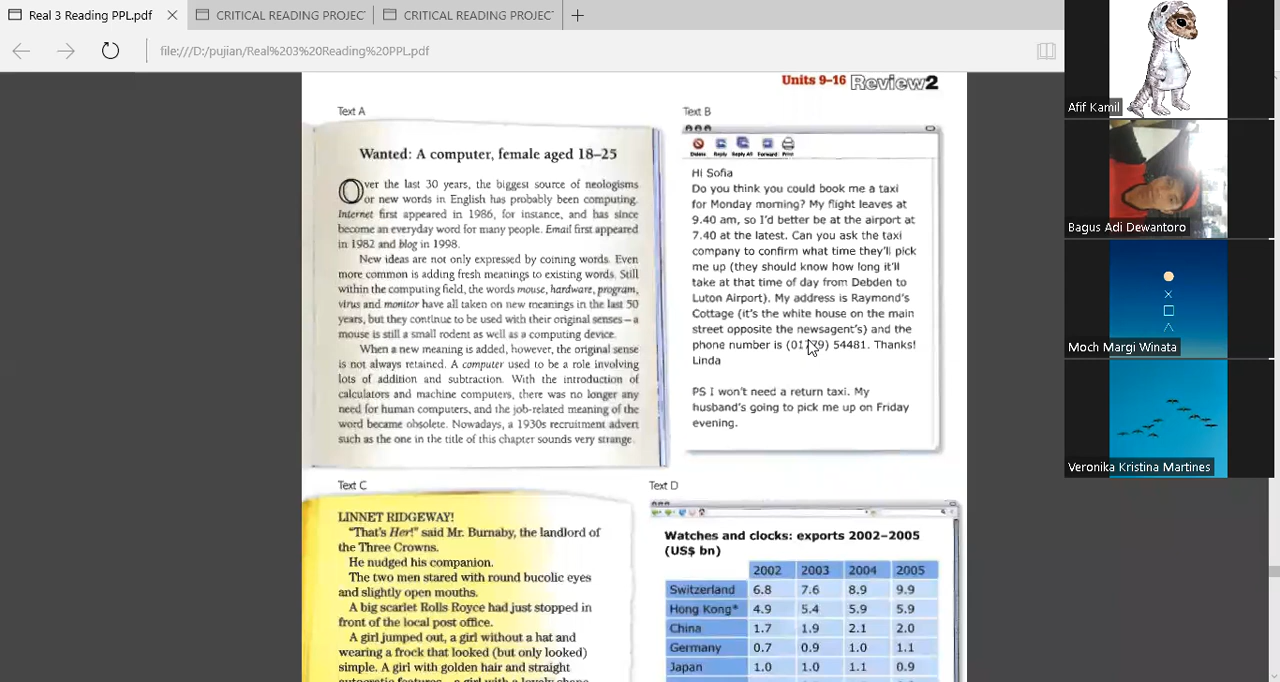 Real 3 Reading PPL.pdf
CRITICAL READING PROJEC
CRITICAL READING PROJEC
file:///D:/pujian/Real%203%20Reading%20PPL.pdf
Units 9–16 Review2
Text A
Wanted: A computer, female aged 18–25
Over the last 30 years, the biggest source of neologisms
or new words in English has probably been computing.
Internet first appeared in 1986, for instance, and has since
become an everyday word for many people. Email first appeared
in 1982 and blog in 1998.
New ideas are not only expressed by coining words. Even
more common is adding fresh meanings to existing words. Still
within the computing field, the words mouse, hardware, program,
virus and monitor have all taken on new meanings in the last 50
years, but they continue to be used with their original senses – a
mouse is still a small rodent as well as a computing device.
When a new meaning is added, however, the original sense
is not always retained. A computer used to be a role involving
lots of addition and subtraction. With the introduction of
calculators and machine computers, there was no longer any
need for human computers, and the job-related meaning of the
word became obsolete. Nowadays, a 1930s recruitment advert
such as the one in the title of this chapter sounds very strange.
Text B
Delete Reply Reply All Forward Print
Hi Sofia
Do you think you could book me a taxi
for Monday morning? My flight leaves at
9.40 am, so I'd better be at the airport at
7.40 at the latest. Can you ask the taxi
company to confirm what time they'll pick
me up (they should know how long it'll
take at that time of day from Debden to
Luton Airport). My address is Raymond's
Cottage (it's the white house on the main
street opposite the newsagent's) and the
phone number is 54481. Thanks!
Linda
PS I won't need a return taxi. My
husband's going to pick me up on Friday
evening.
Text C
LINNET RIDGEWAY!
"That's Her!" said Mr. Burnaby, the landlord of
the Three Crowns.
He nudged his companion.
The two men stared with round bucolic eyes
and slightly open mouths.
A big scarlet Rolls Royce had just stopped in
front of the local post office.
A girl jumped out, a girl without a hat and
wearing a frock that looked (but only looked)
simple. A girl with golden hair and straight
Text D
Watches and clocks: exports 2002–2005
(US$ bn)
2002 2003 2004 2005
Switzerland 6.8 7.6 8.9 9.9
Hong Kong* 4.9 5.4 5.9 5.9
China 1.7 1.9 2.1 2.0
Germany 0.7 0.9 1.0 1.1
Japan 1.0 1.0 1.1 0.9
Afif Kamil
Bagus Adi Dewantoro
Moch Margi Winata
Veronika Kristina Martines